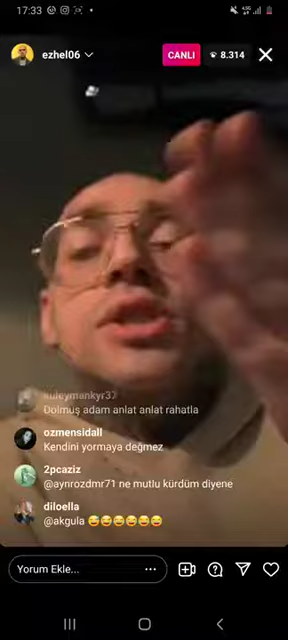 17:33
ezhel06
CANLI
8.314
suleymankyr37
Dolmuş adam anlat anlat rahatla
ozmensidall
Kendini yormaya değmez
2pcaziz
@aynrozdmr71 ne mutlu kürdüm diyene
diloella
@akgula 😅😅😅😅😅😅
Yorum Ekle...